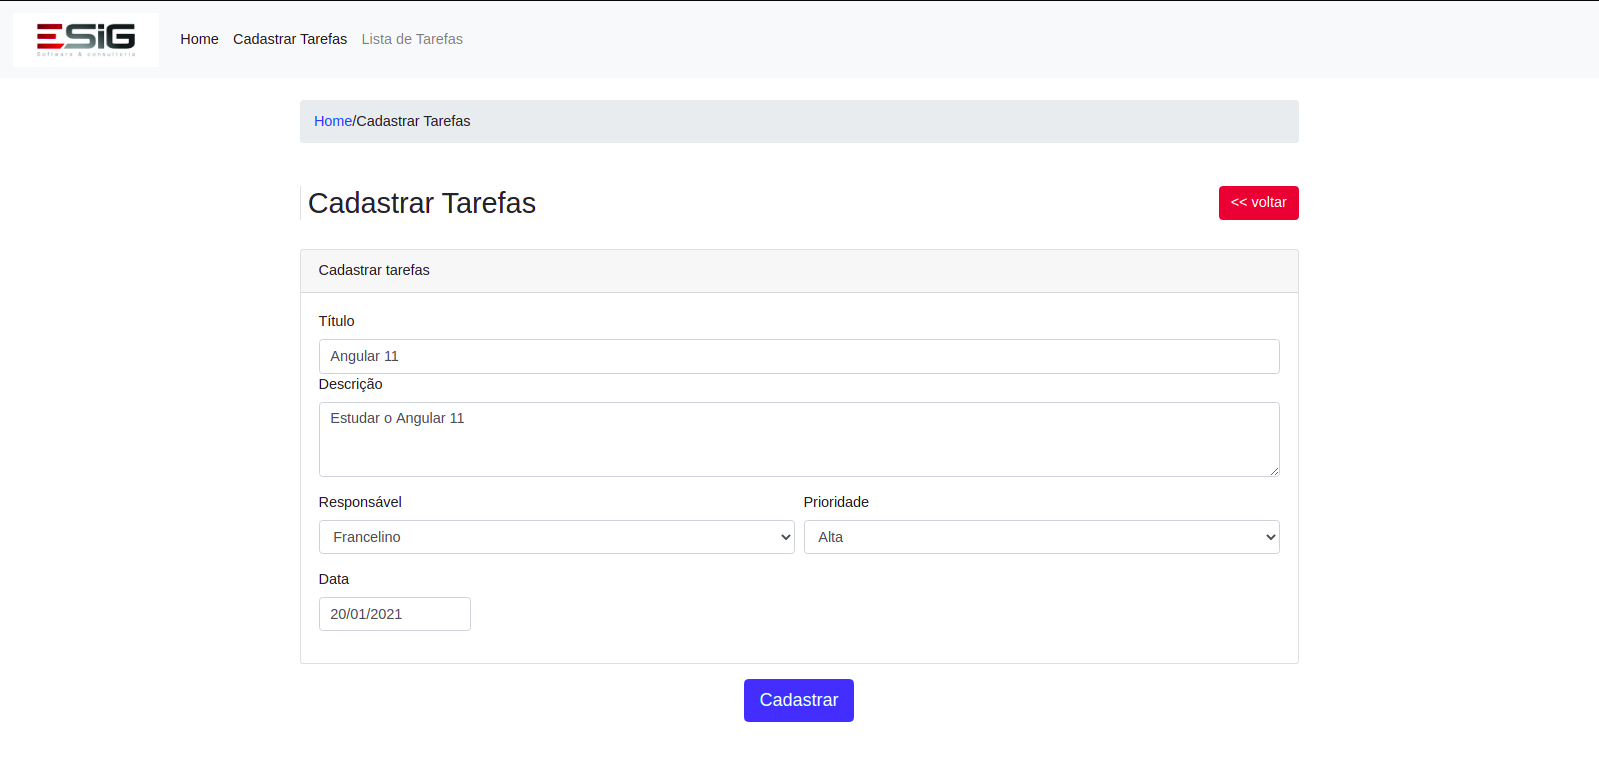 ESiG
Software & consultoria
Home Cadastrar Tarefas Lista de Tarefas
Home/Cadastrar Tarefas
Cadastrar Tarefas
<< voltar
Cadastrar tarefas
Título
Angular 11
Descrição
Estudar o Angular 11
Responsável Prioridade
Francelino Alta
Data
20/01/2021
Cadastrar